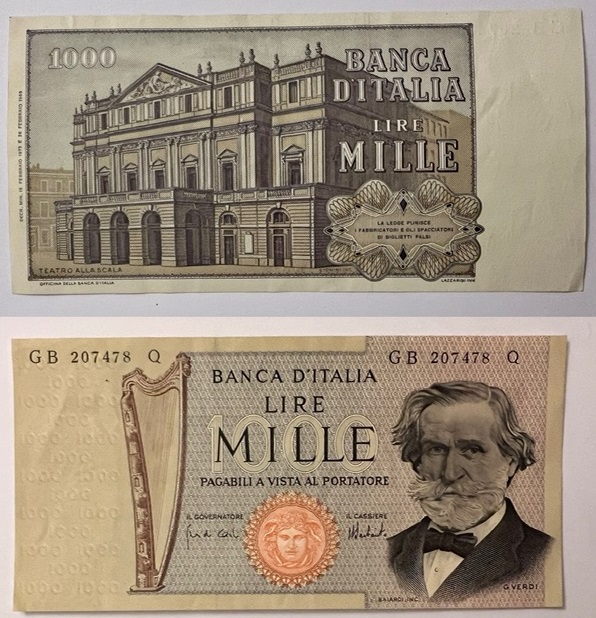 1000
BANCA
D'ITALIA
LIRE
MILLE
LA LEGGE PUNISCE
I FABBRICATORI E GLI SPACCIATORI
DI BIGLIETTI FALSI
TEATRO ALLA SCALA
OFFICINA DELLA BANCA D'ITALIA
GB 207478 Q
GB 207478 Q
BANCA D'ITALIA
LIRE
MILLE
1000
PAGABILI A VISTA AL PORTATORE
IL GOVERNATORE
IL CASSIERE
G. VERDI